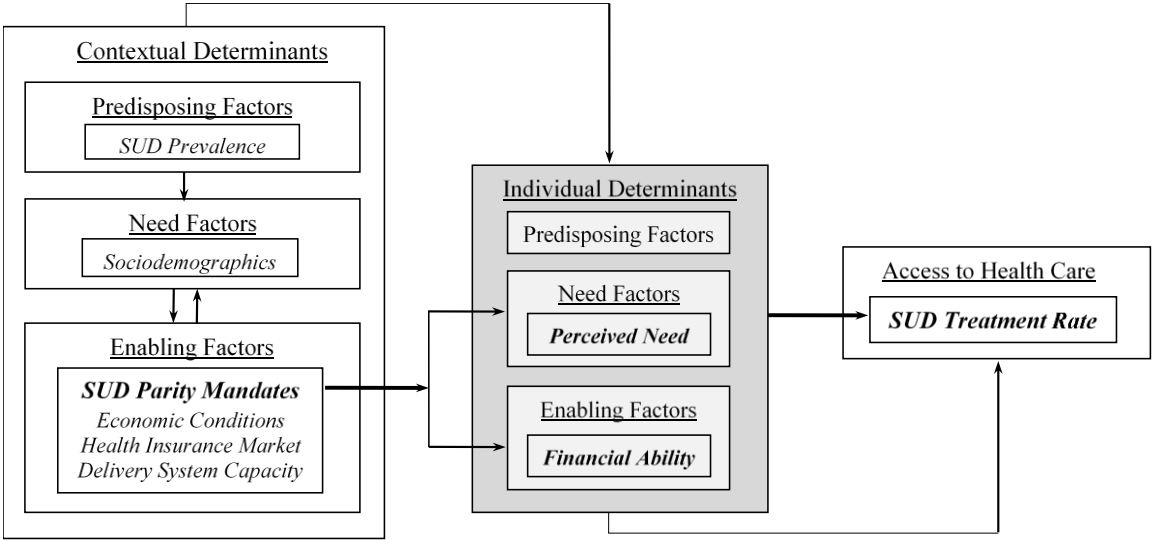 Contextual Determinants
Predisposing Factors
SUD Prevalence
Need Factors
Sociodemographics
Enabling Factors
SUD Parity Mandates
Economic Conditions
Health Insurance Market
Delivery System Capacity
Individual Determinants
Predisposing Factors
Need Factors
Perceived Need
Enabling Factors
Financial Ability
Access to Health Care
SUD Treatment Rate